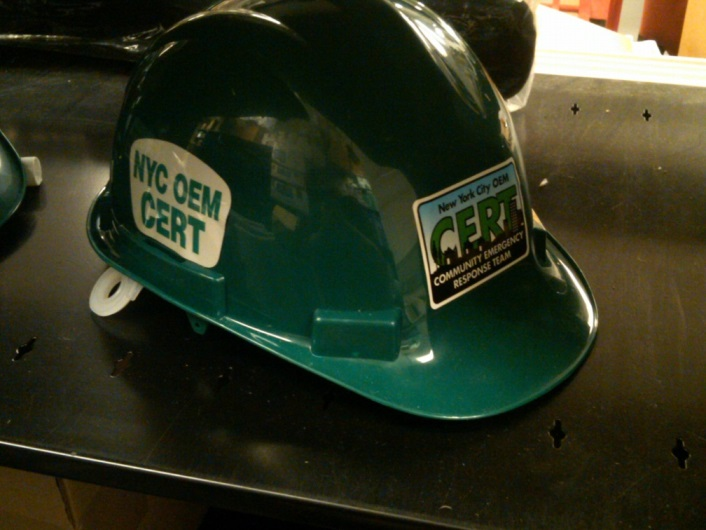 NYC OEM
CERT
New York City OEM
CERT
COMMUNITY EMERGENCY
RESPONSE TEAM